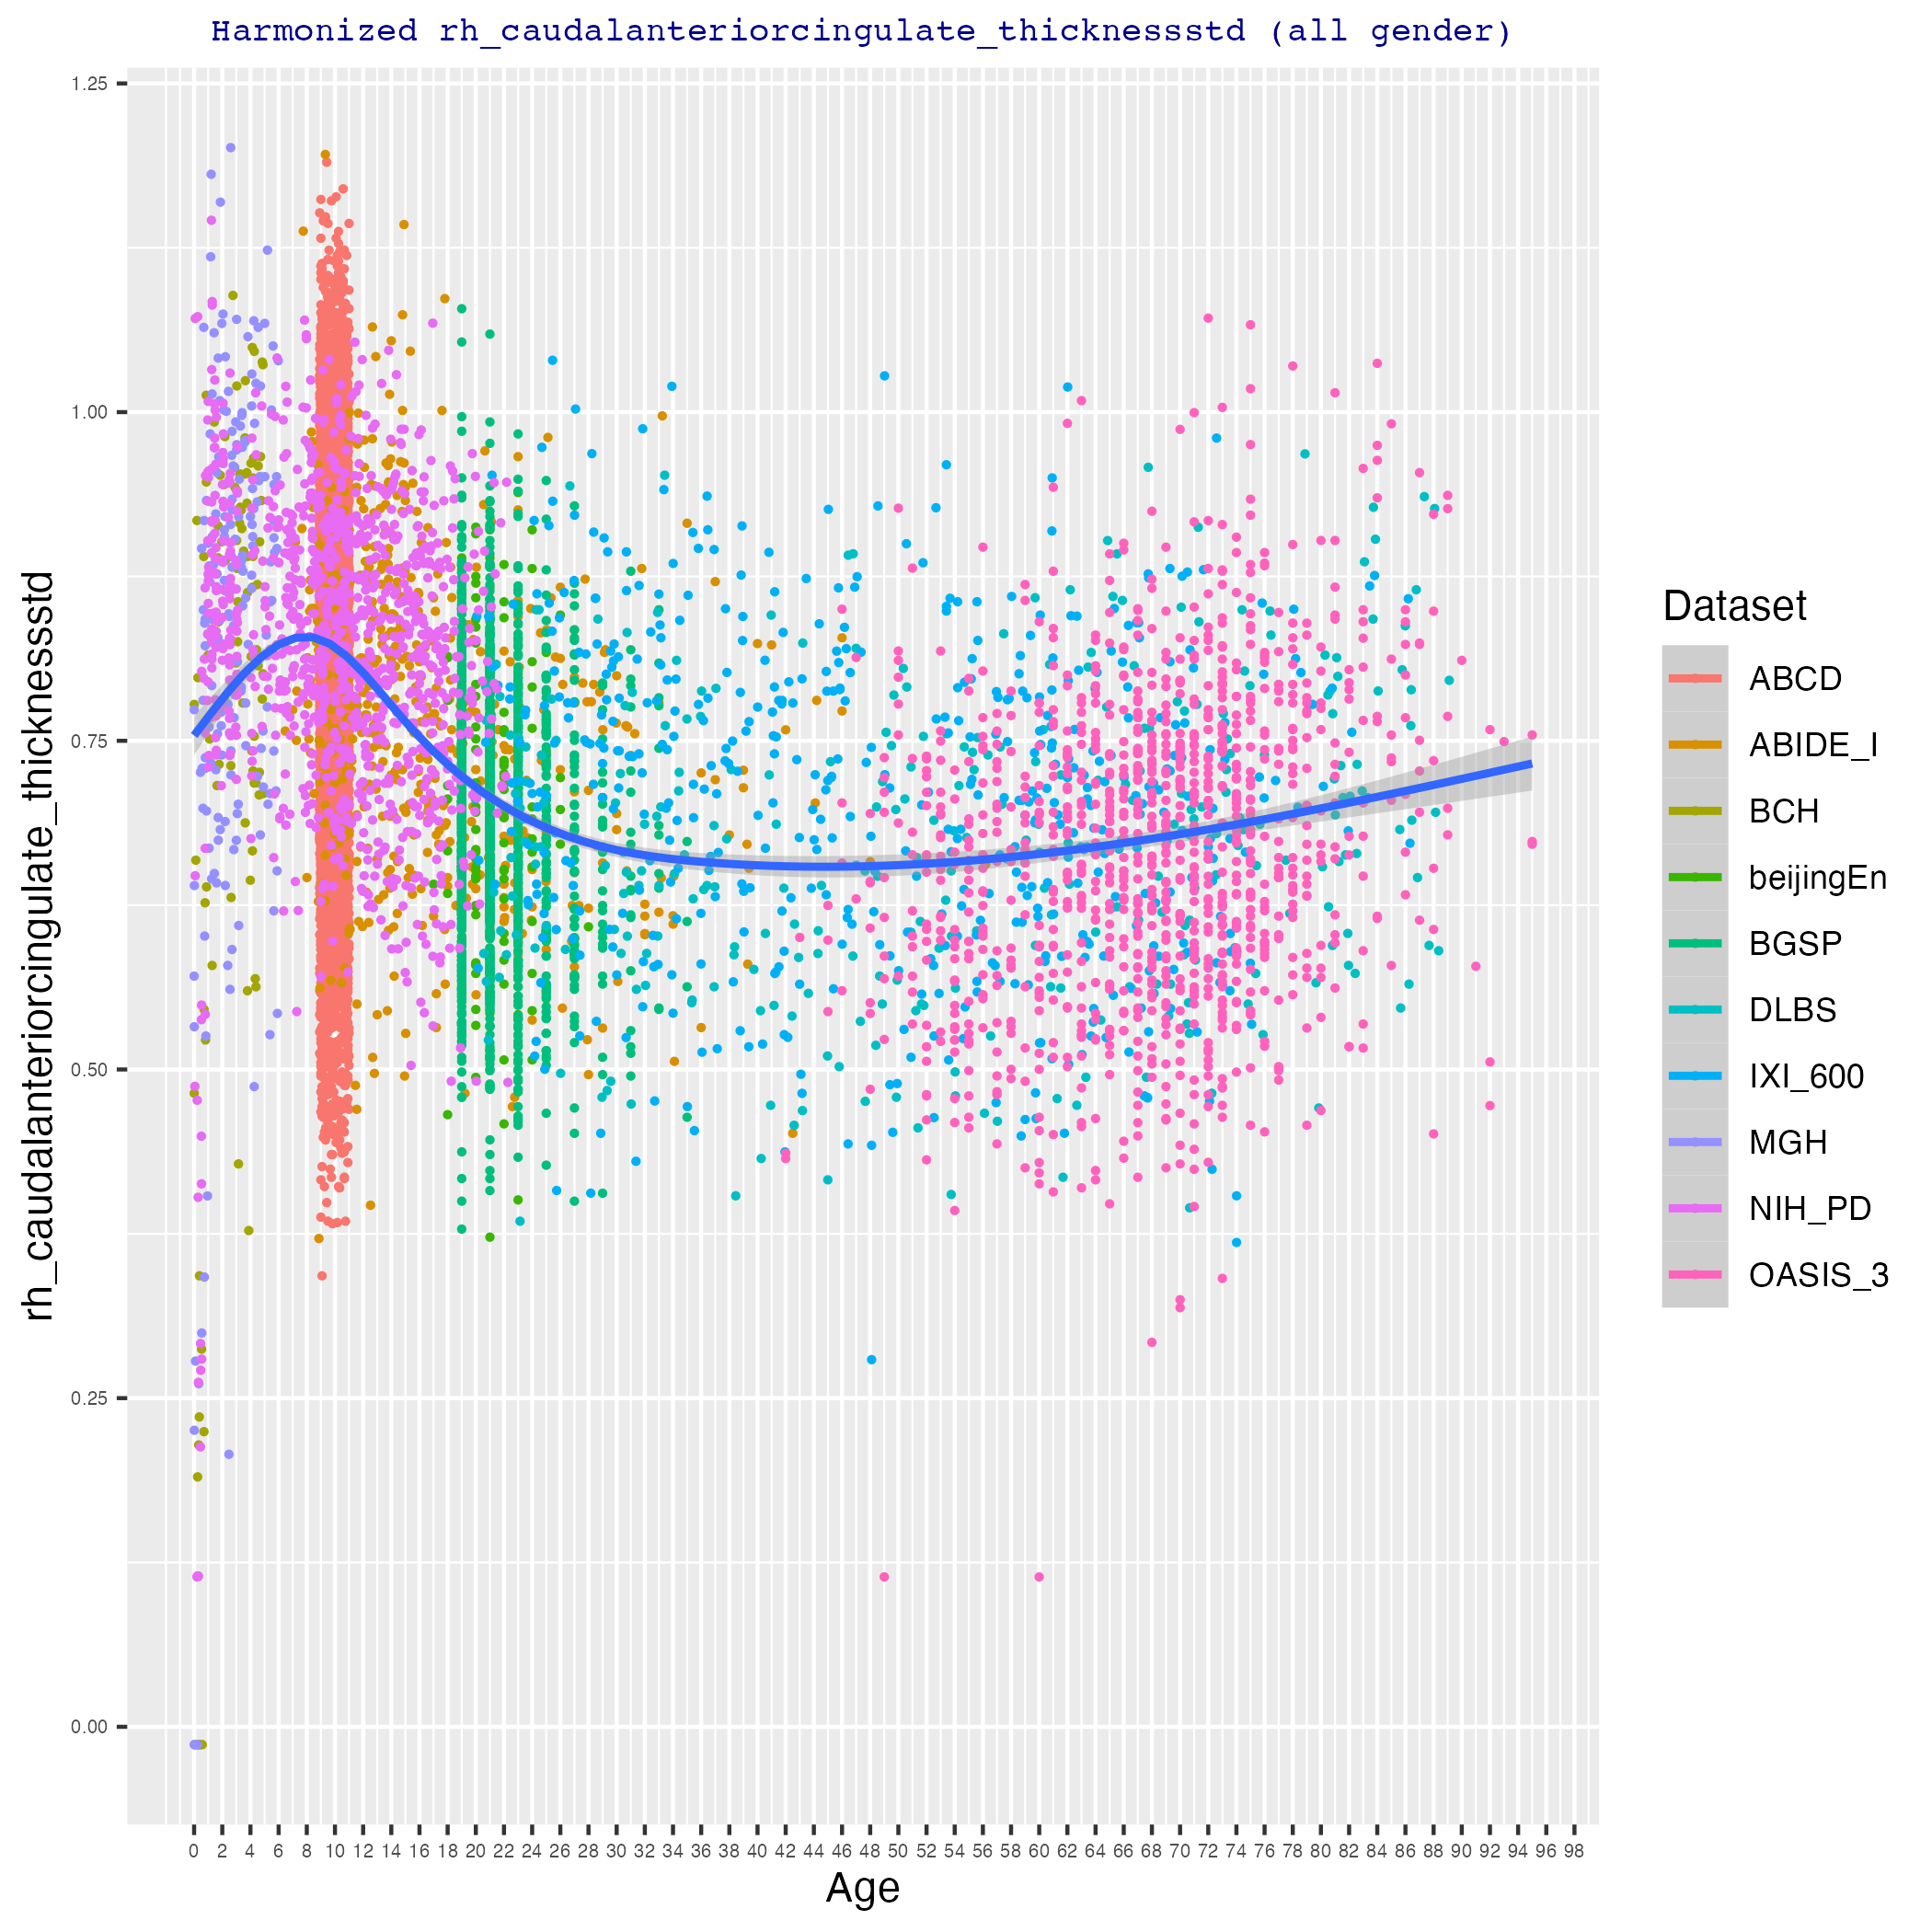 Harmonized rh_caudalanteriorcingulate_thicknessstd (all gender)
rh_caudalanteriorcingulate_thicknessstd
1.25
1.00
0.75
0.50
0.25
0.00
0 2 4 6 8 10 12 14 16 18 20 22 24 26 28 30 32 34 36 38 40 42 44 46 48 50 52 54 56 58 60 62 64 66 68 70 72 74 76 78 80 82 84 86 88 90 92 94 96 98
Age
Dataset
ABCD
ABIDE_I
BCH
beijingEn
BGSP
DLBS
IXI_600
MGH
NIH_PD
OASIS_3